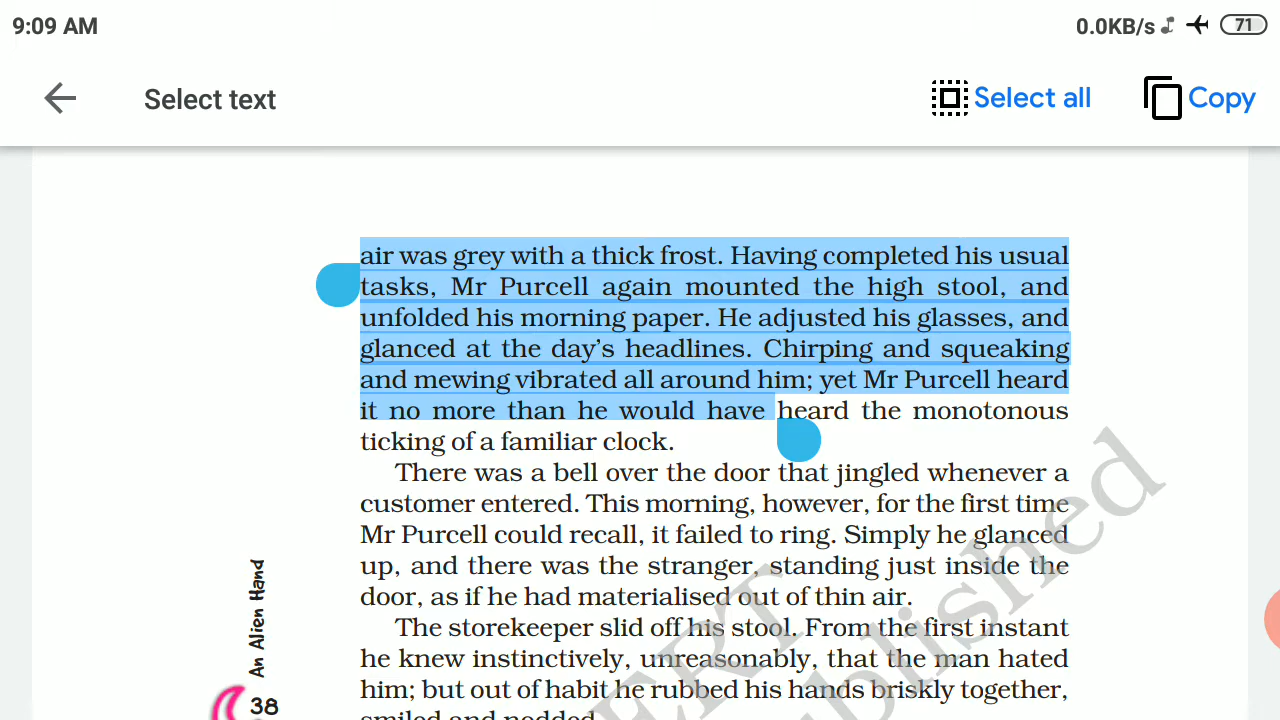 9:09 AM
0.0KB/s
71
Select text
Select all
Copy
air was grey with a thick frost. Having completed his usual
tasks, Mr Purcell again mounted the high stool, and
unfolded his morning paper. He adjusted his glasses, and
glanced at the day's headlines. Chirping and squeaking
and mewing vibrated all around him; yet Mr Purcell heard
it no more than he would have heard the monotonous
ticking of a familiar clock.
There was a bell over the door that jingled whenever a
customer entered. This morning, however, for the first time
Mr Purcell could recall, it failed to ring. Simply he glanced
up, and there was the stranger, standing just inside the
door, as if he had materialised out of thin air.
The storekeeper slid off his stool. From the first instant
he knew instinctively, unreasonably, that the man hated
him; but out of habit he rubbed his hands briskly together,
smiled and nodded.
An Alien Hand
38